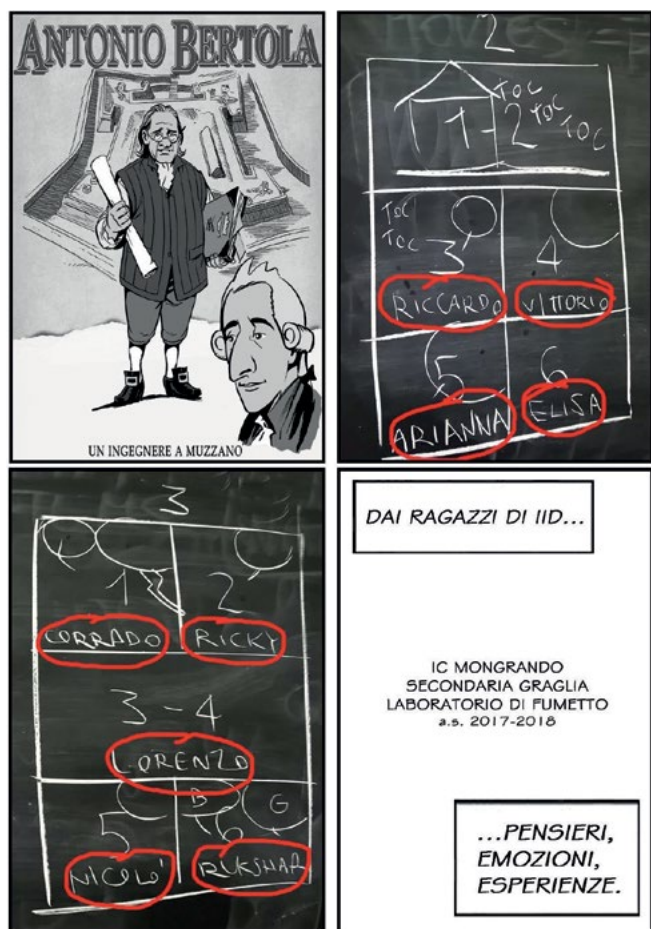 ANTONIO BERTOLA
UN INGEGNERE A MUZZANO
2
TOC
1-2 TOC
TOC
TOC
TOC
3
4
RICCARDO
VITTORIO
5
6
ARIANNA
ELISA
3
1
2
CORRADO
RICKY
3-4
LORENZO
B
G
5
6
NICOLÒ
RUKSHAR
DAI RAGAZZI DI IID...
IC MONGRANDO
SECONDARIA GRAGLIA
LABORATORIO DI FUMETTO
a.s. 2017-2018
...PENSIERI,
EMOZIONI,
ESPERIENZE.